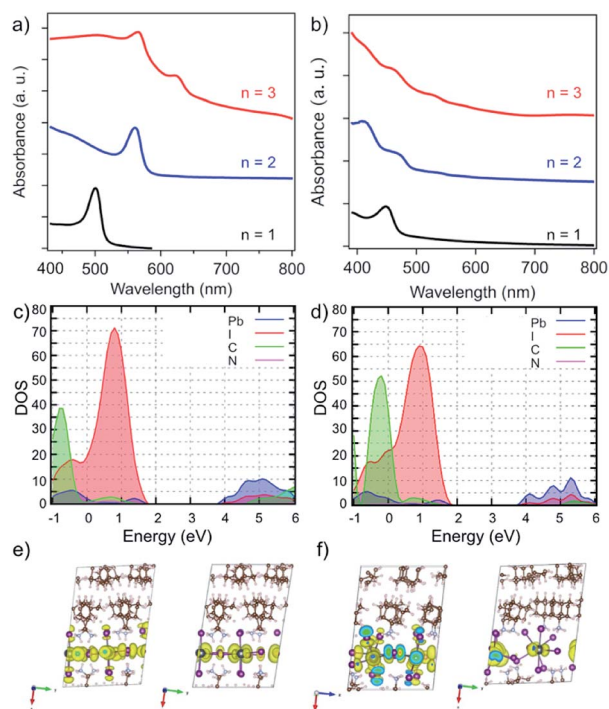 a)
Absorbance (a. u.)
n = 3
n = 2
n = 1
400 500 600 700 800
Wavelength (nm)
b)
Absorbance (a. u.)
n = 3
n = 2
n = 1
400 500 600 700 800
Wavelength (nm)
c)
DOS
80
70
60
50
40
30
20
10
0
Pb
I
C
N
-1 0 1 2 3 4 5 6
Energy (eV)
d)
DOS
80
70
60
50
40
30
20
10
0
Pb
I
C
N
-1 0 1 2 3 4 5 6
Energy (eV)
e)
f)